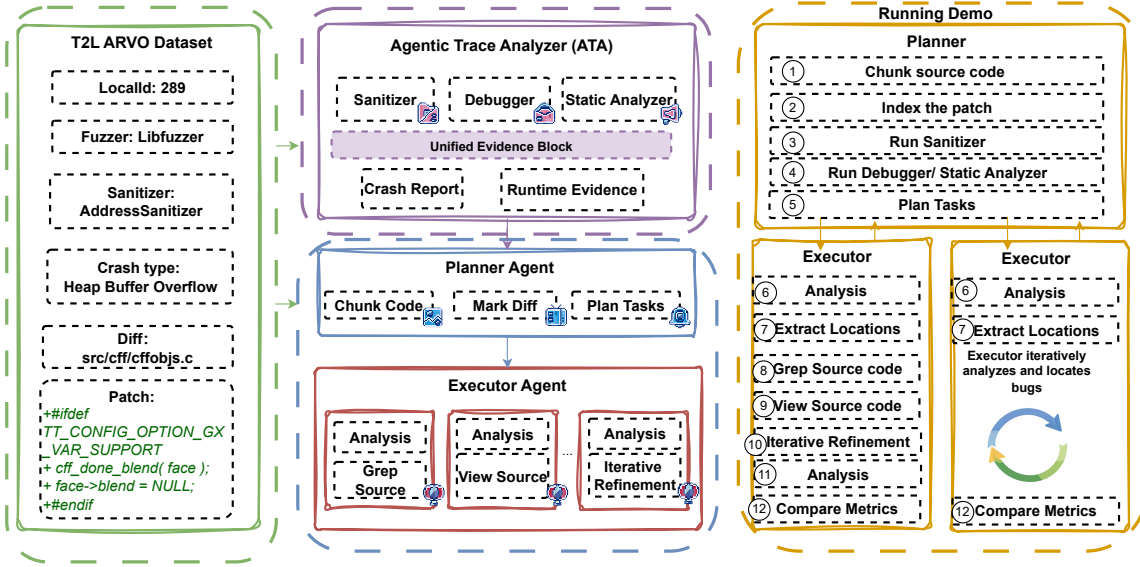 T2L ARVO Dataset
LocalId: 289
Fuzzer: Libfuzzer
Sanitizer:
AddressSanitizer
Crash type:
Heap Buffer Overflow
Diff:
src/cff/cffobjs.c
Patch:
+#ifdef
TT_CONFIG_OPTION_GX
_VAR_SUPPORT
+ cff_done_blend( face );
+ face->blend = NULL;
+#endif
Agentic Trace Analyzer (ATA)
Sanitizer
Debugger
Static Analyzer
Unified Evidence Block
Crash Report
Runtime Evidence
Planner Agent
Chunk Code
Mark Diff
Plan Tasks
Executor Agent
Analysis
Grep
Source
Analysis
View Source
...
Analysis
Iterative
Refinement
Running Demo
Planner
1 Chunk source code
2 Index the patch
3 Run Sanitizer
4 Run Debugger/ Static Analyzer
5 Plan Tasks
Executor
6 Analysis
7 Extract Locations
8 Grep Source code
9 View Source code
10 Iterative Refinement
11 Analysis
12 Compare Metrics
Executor
6 Analysis
7 Extract Locations
Executor iteratively
analyzes and locates
bugs
12 Compare Metrics